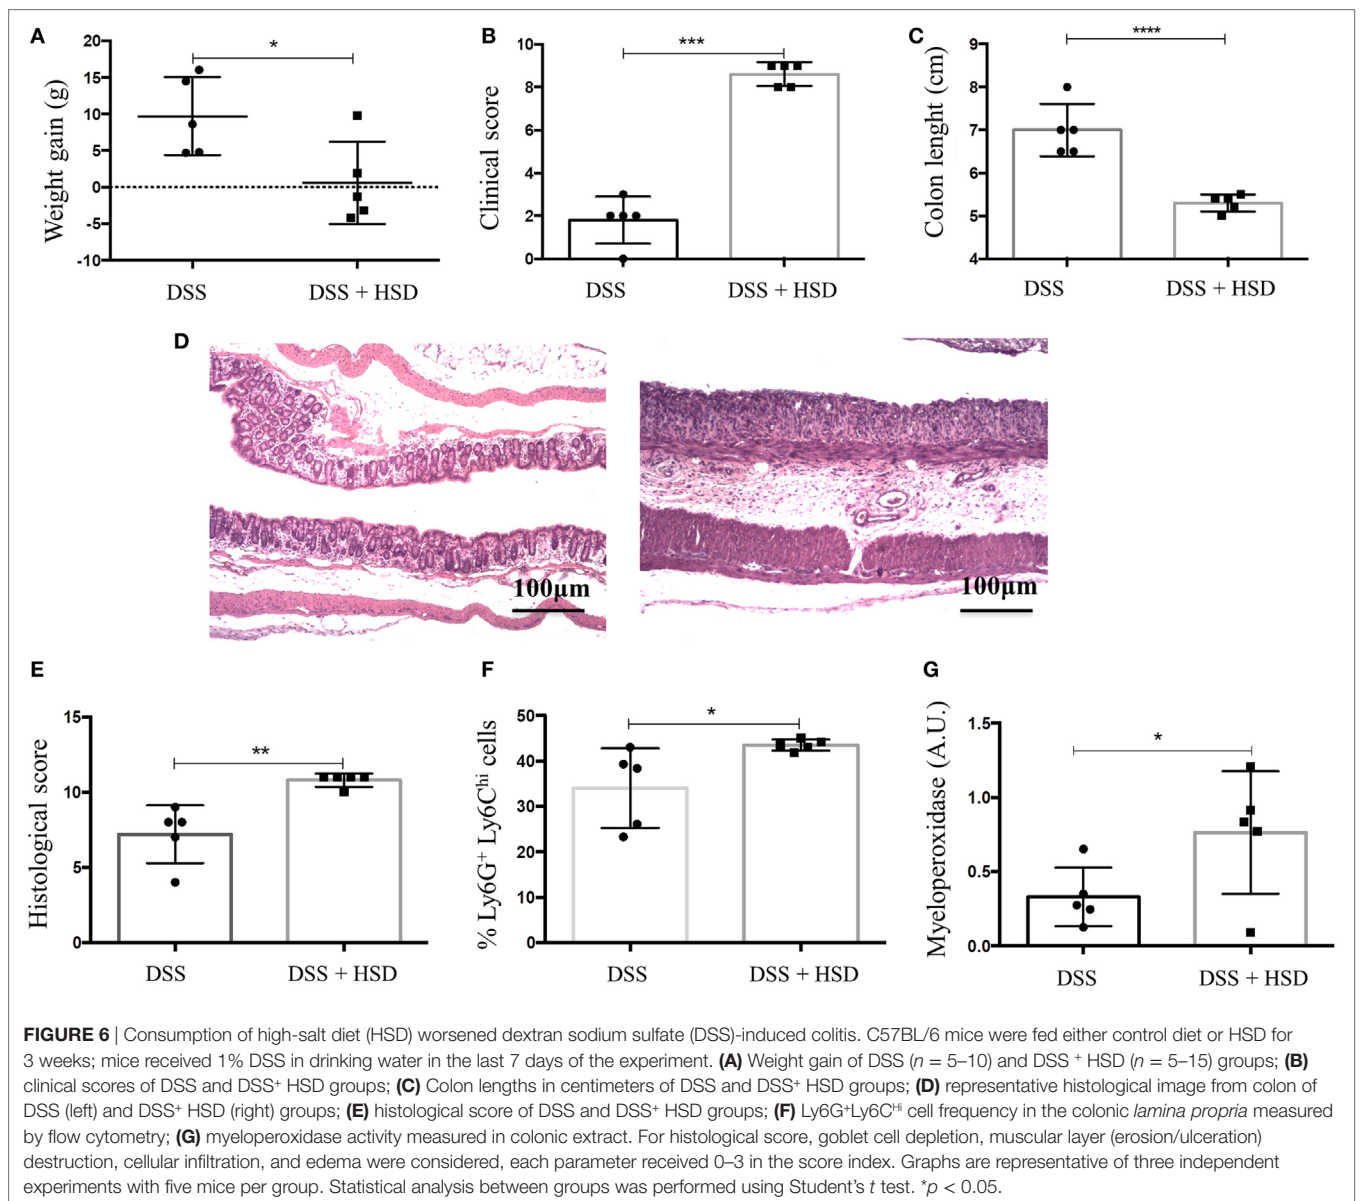 A
20
15
10
5
0
-5
-10
Weight gain (g)
*
DSS
DSS + HSD
B
10
8
6
4
2
0
Clinical score
***
DSS
DSS + HSD
C
9
8
7
6
5
4
Colon lenght (cm)
****
DSS
DSS + HSD
D
100µm
100µm
E
15
10
5
0
Histological score
**
DSS
DSS + HSD
F
50
40
30
20
10
0
% Ly6G⁺ Ly6Cʰⁱ cells
*
DSS
DSS + HSD
G
1.5
1.0
0.5
0.0
Myeloperoxidase (A.U.)
*
DSS
DSS + HSD
FIGURE 6 | Consumption of high-salt diet (HSD) worsened dextran sodium sulfate (DSS)-induced colitis. C57BL/6 mice were fed either control diet or HSD for
3 weeks; mice received 1% DSS in drinking water in the last 7 days of the experiment. (A) Weight gain of DSS (n = 5–10) and DSS ⁺ HSD (n = 5–15) groups; (B)
clinical scores of DSS and DSS⁺ HSD groups; (C) Colon lengths in centimeters of DSS and DSS⁺ HSD groups; (D) representative histological image from colon of
DSS (left) and DSS⁺ HSD (right) groups; (E) histological score of DSS and DSS⁺ HSD groups; (F) Ly6G⁺Ly6Cᴴⁱ cell frequency in the colonic lamina propria measured
by flow cytometry; (G) myeloperoxidase activity measured in colonic extract. For histological score, goblet cell depletion, muscular layer (erosion/ulceration)
destruction, cellular infiltration, and edema were considered, each parameter received 0–3 in the score index. Graphs are representative of three independent
experiments with five mice per group. Statistical analysis between groups was performed using Student's t test. *p < 0.05.